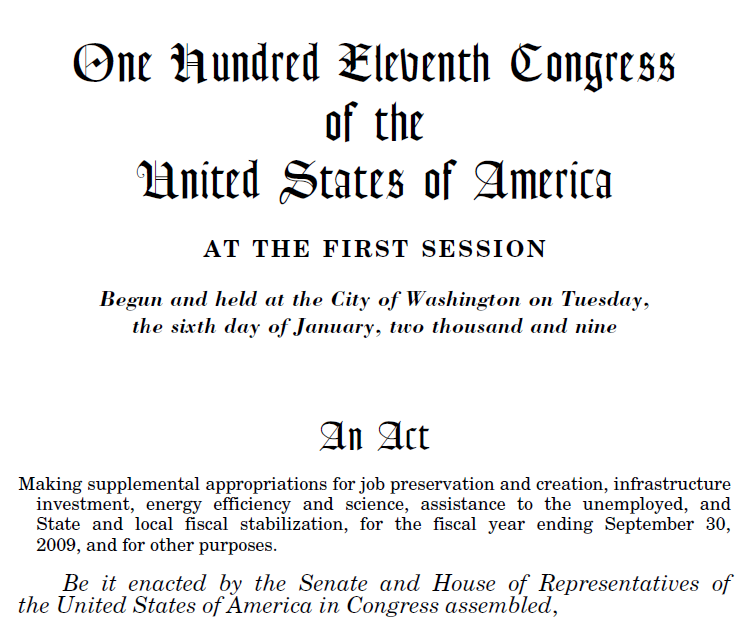 One Hundred Eleventh Congress
of the
United States of America
AT THE FIRST SESSION
Begun and held at the City of Washington on Tuesday,
the sixth day of January, two thousand and nine
An Act
Making supplemental appropriations for job preservation and creation, infrastructure
investment, energy efficiency and science, assistance to the unemployed, and
State and local fiscal stabilization, for the fiscal year ending September 30,
2009, and for other purposes.
Be it enacted by the Senate and House of Representatives of
the United States of America in Congress assembled,